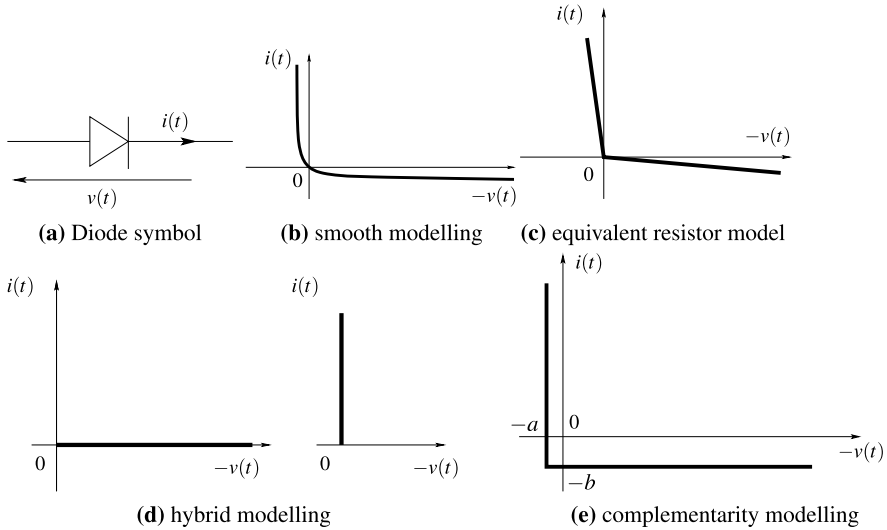 i(t)
v(t)
(a) Diode symbol
i(t)
0
−v(t)
(b) smooth modelling
i(t)
−v(t)
0
(c) equivalent resistor model
i(t)
0
−v(t)
i(t)
0
−v(t)
(d) hybrid modelling
i(t)
−a
0
−v(t)
−b
(e) complementarity modelling